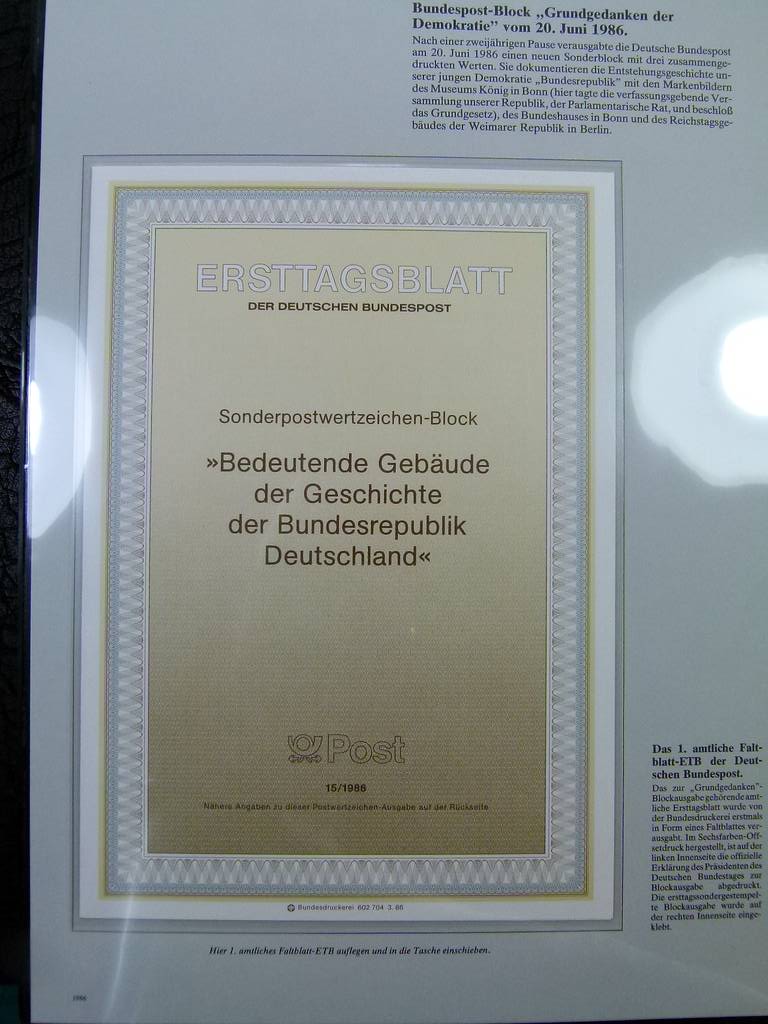 Bundespost-Block „Grundgedanken der
Demokratie” vom 20. Juni 1986.
Nach einer zweijährigen Pause verausgabte die Deutsche Bundespost
am 20. Juni 1986 einen neuen Sonderblock mit drei zusammenge-
druckten Werten. Sie dokumentieren die Entstehungsgeschichte un-
serer jungen Demokratie „Bundesrepublik” mit den Markenbildern
des Museums König in Bonn (hier tagte die verfassungsgebende Ver-
sammlung unserer Republik, der Parlamentarische Rat, und beschloß
das Grundgesetz), des Bundeshauses in Bonn und des Reichstagsge-
bäudes der Weimarer Republik in Berlin.
ERSTTAGSBLATT
DER DEUTSCHEN BUNDESPOST
Sonderpostwertzeichen-Block
»Bedeutende Gebäude
der Geschichte
der Bundesrepublik
Deutschland«
Post
15/1986
Nähere Angaben zu dieser Postwertzeichen-Ausgabe auf der Rückseite
Bundesdruckerei 602 704 3. 86
Hier 1. amtliches Faltblatt-ETB auflegen und in die Tasche einschieben.
Das 1. amtliche Falt-
blatt-ETB der Deut-
schen Bundespost.
Das zur „Grundgedanken”-
Blockausgabe gehörende amt-
liche Ersttagsblatt wurde von
der Bundesdruckerei erstmals
in Form eines Faltblattes ver-
ausgabt. Im Sechsfarben-Off-
setdruck hergestellt, ist auf der
linken Innenseite die offizielle
Erklärung des Präsidenten des
Deutschen Bundestages zur
Blockausgabe abgedruckt.
Die ersttagssondergestempel-
te Blockausgabe wurde auf
der rechten Innenseite einge-
klebt.
1986